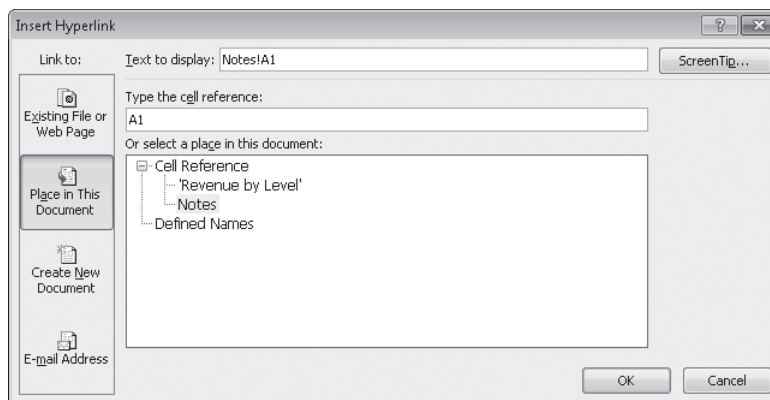 Insert Hyperlink
Link to:
Text to display: Notes!A1
ScreenTip...
Existing File or
Web Page
Place in This
Document
Create New
Document
E-mail Address
Type the cell reference:
A1
Or select a place in this document:
Cell Reference
'Revenue by Level'
Notes
Defined Names
OK
Cancel